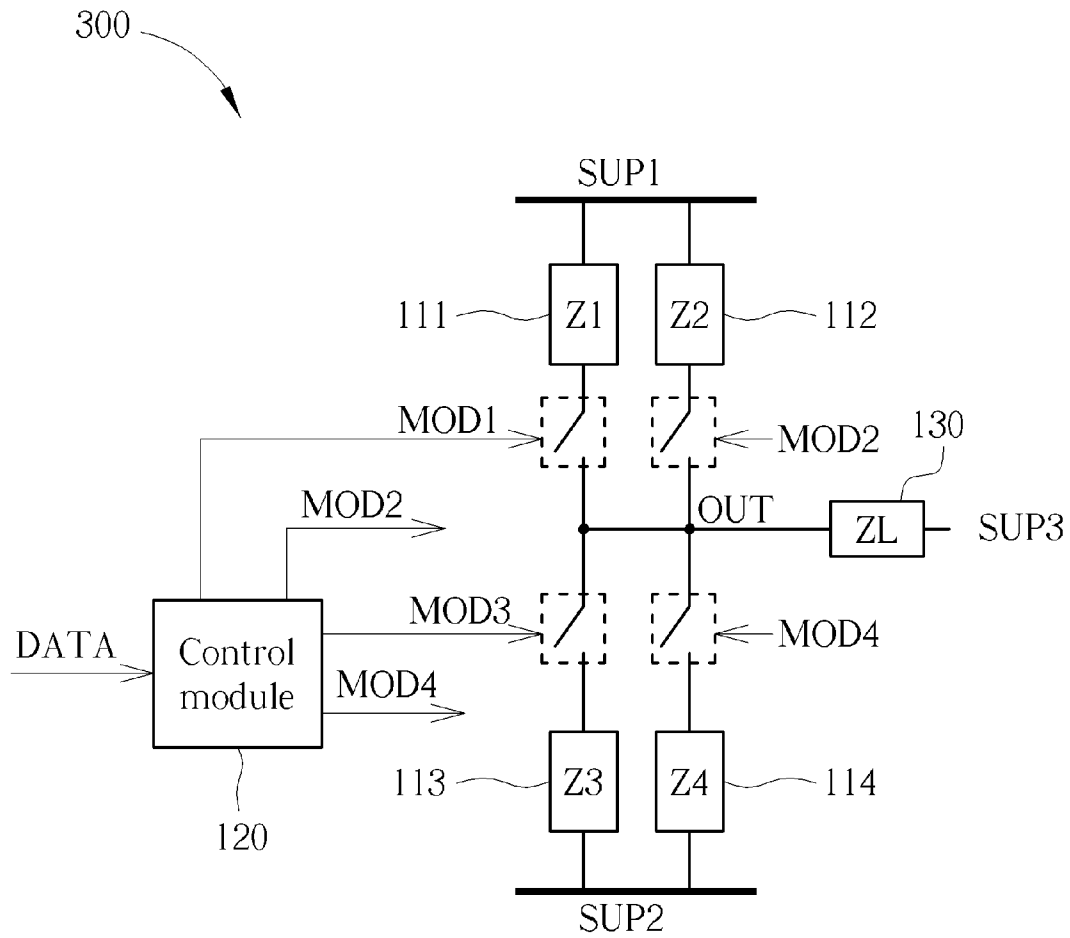 300
SUP1
111
Z1
Z2
112
MOD1
MOD2
130
MOD2
OUT
ZL
SUP3
DATA
Control
module
MOD3
MOD4
MOD4
113
Z3
Z4
114
120
SUP2